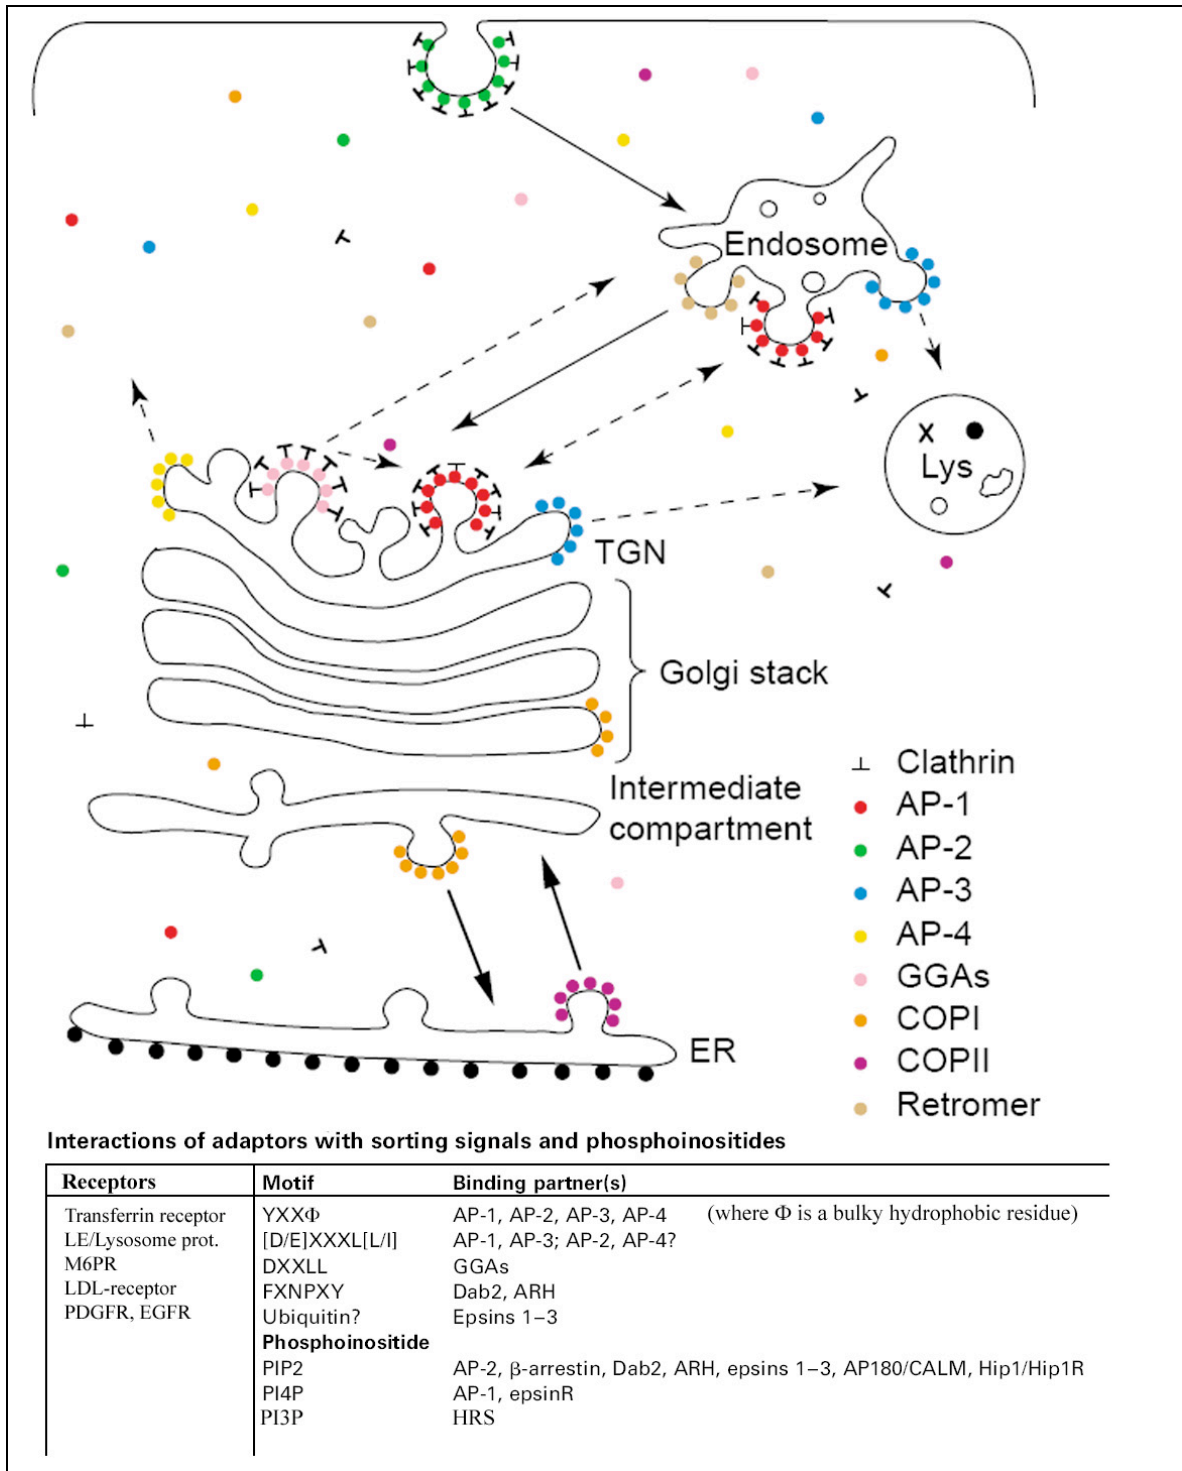 Endosome
X
Lys
TGN
Golgi stack
Intermediate
compartment
ER
Clathrin
AP-1
AP-2
AP-3
AP-4
GGAs
COPI
COPII
Retromer
Interactions of adaptors with sorting signals and phosphoinositides
Receptors Motif Binding partner(s)
Transferrin receptor YXXΦ AP-1, AP-2, AP-3, AP-4 (where Φ is a bulky hydrophobic residue)
LE/Lysosome prot. [D/E]XXXL[L/I] AP-1, AP-3; AP-2, AP-4?
M6PR DXXLL GGAs
LDL-receptor FXNPXY Dab2, ARH
PDGFR, EGFR Ubiquitin? Epsins 1–3
Phosphoinositide
PIP2 AP-2, β-arrestin, Dab2, ARH, epsins 1–3, AP180/CALM, Hip1/Hip1R
PI4P AP-1, epsinR
PI3P HRS